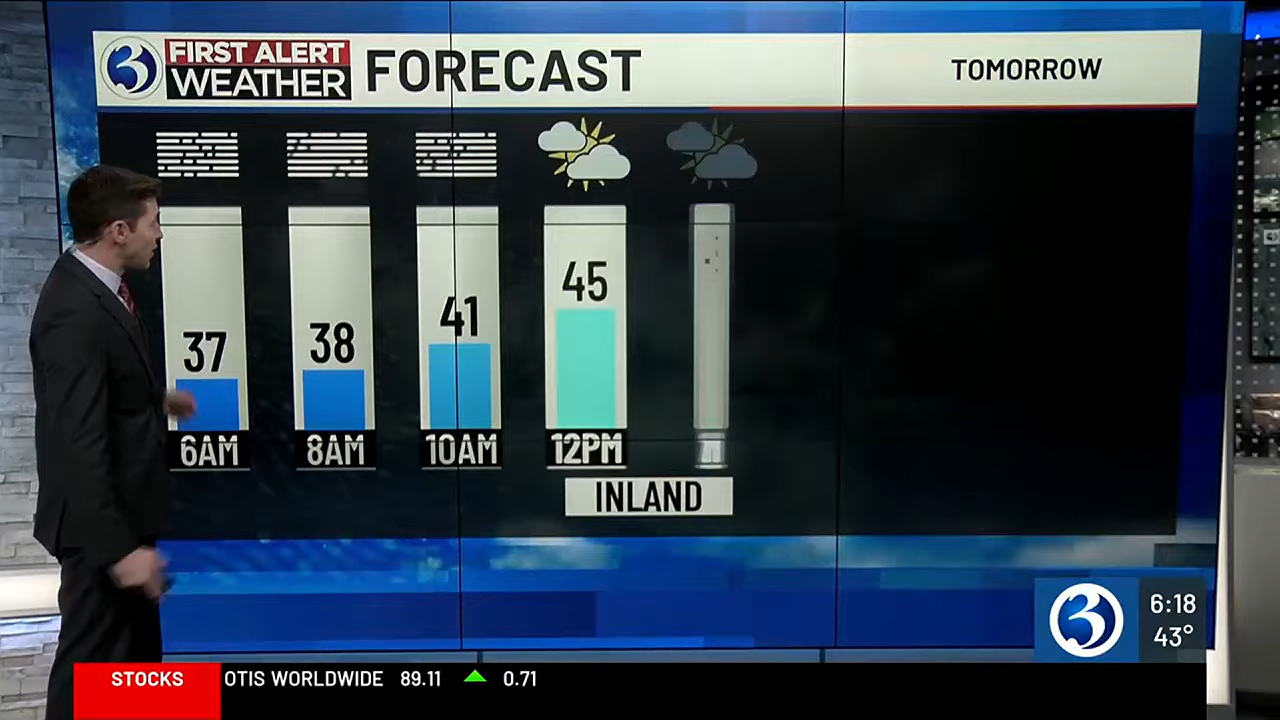 3 FIRST ALERT
WEATHER
FORECAST
TOMORROW
37
38
41
45
6AM
8AM
10AM
12PM
INLAND
3
6:18
43°
STOCKS
OTIS WORLDWIDE 89.11 0.71